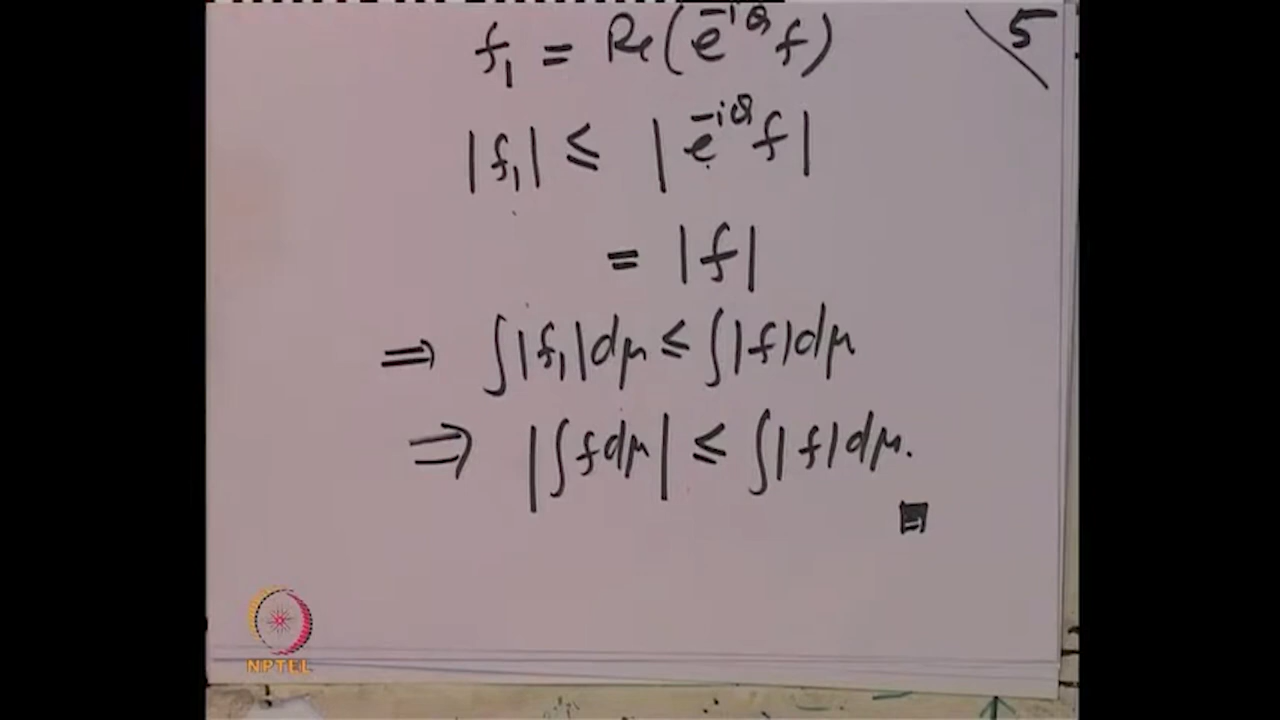 f₁ = Re(e^{-iθ} f)
5
|f₁| ≤ |e^{-iθ} f|
= |f|
⇒ ∫|f₁|dμ ≤ ∫|f|dμ
⇒ |∫f dμ| ≤ ∫|f|dμ.
NPTEL